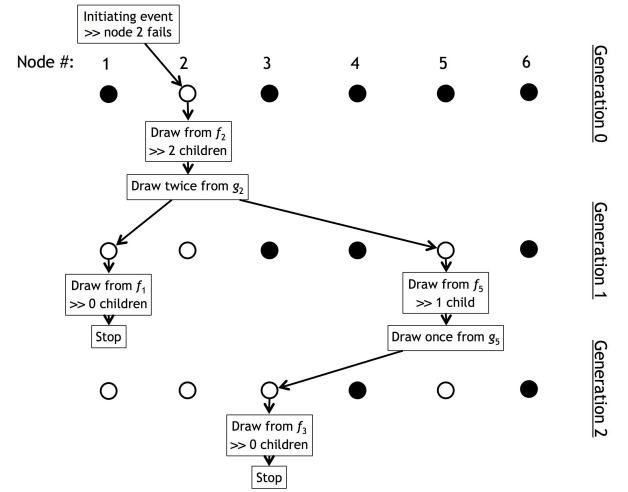 Initiating event
>> node 2 fails
Node #: 1 2 3 4 5 6
Generation 0
Draw from f2
>> 2 children
Draw twice from g2
Generation 1
Draw from f1
>> 0 children
Stop
Draw from f5
>> 1 child
Draw once from g5
Generation 2
Draw from f3
>> 0 children
Stop